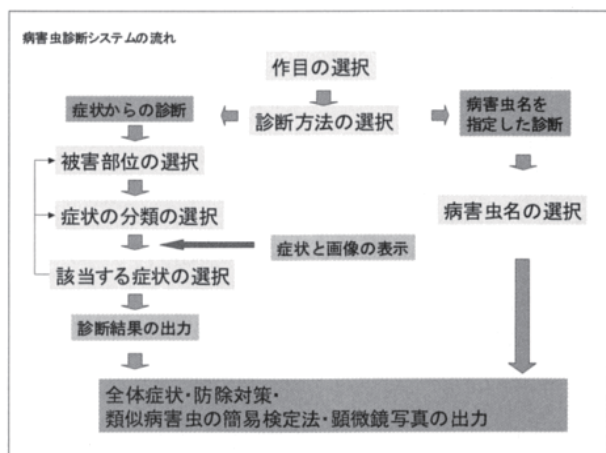 病害虫診断システムの流れ
作目の選択
症状からの診断
診断方法の選択
病害虫名を
指定した診断
被害部位の選択
症状の分類の選択
病害虫名の選択
症状と画像の表示
該当する症状の選択
診断結果の出力
全体症状・防除対策・
類似病害虫の簡易検定法・顕微鏡写真の出力